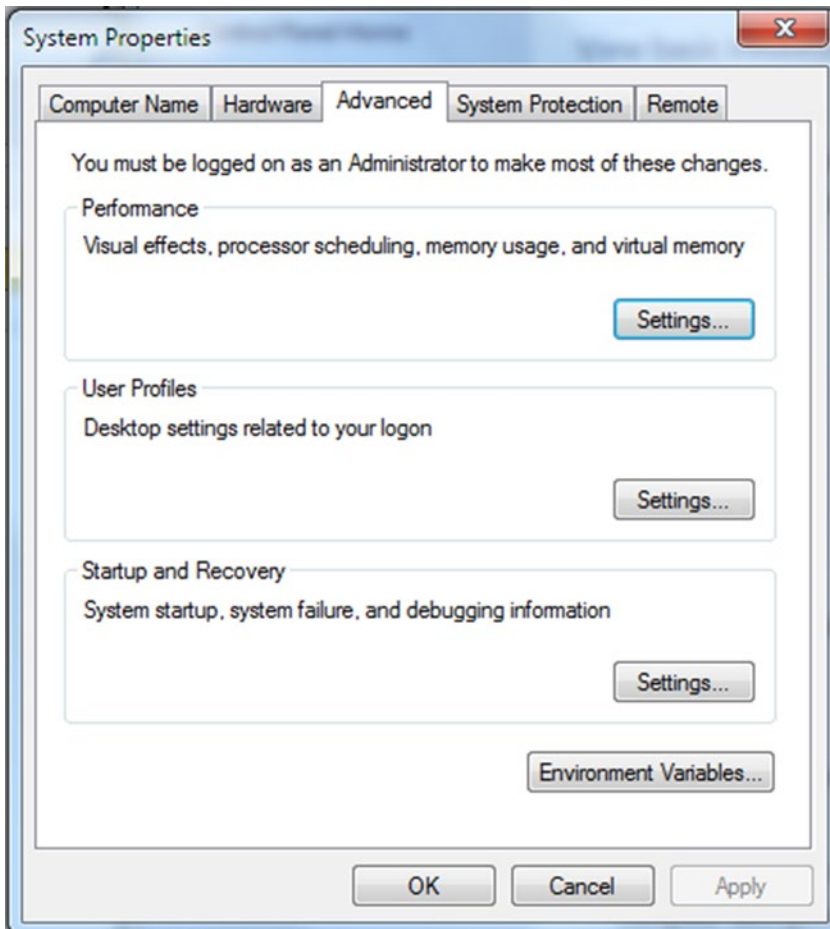 System Properties
Computer Name Hardware Advanced System Protection Remote
You must be logged on as an Administrator to make most of these changes.
Performance
Visual effects, processor scheduling, memory usage, and virtual memory
Settings...
User Profiles
Desktop settings related to your logon
Settings...
Startup and Recovery
System startup, system failure, and debugging information
Settings...
Environment Variables...
OK Cancel Apply